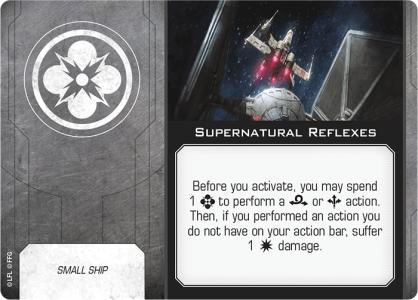 SUPERNATURAL REFLEXES
Before you activate, you may spend
1 to perform a or action.
Then, if you performed an action you
do not have on your action bar, suffer
1 damage.
SMALL SHIP
© LFL © FFG